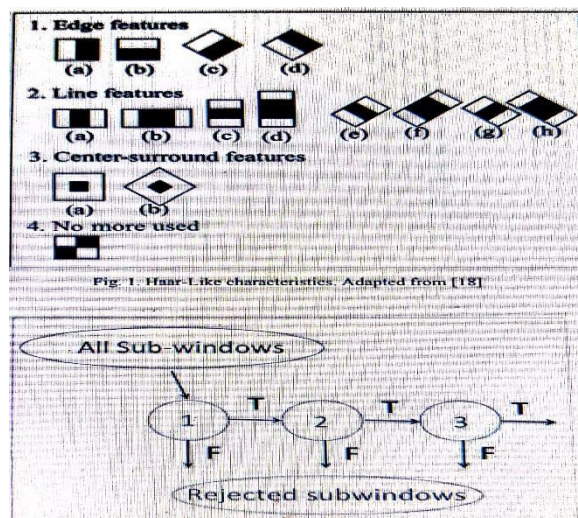 1. Edge features
(a) (b) (c) (d)
2. Line features
(a) (b) (c) (d) (e) (f) (g) (h)
3. Center-surround features
(a) (b)
4. No more used
Fig. 1. Haar-Like characteristics. Adapted from [18]
All Sub-windows
1 T 2 T 3 T
F F F
Rejected subwindows